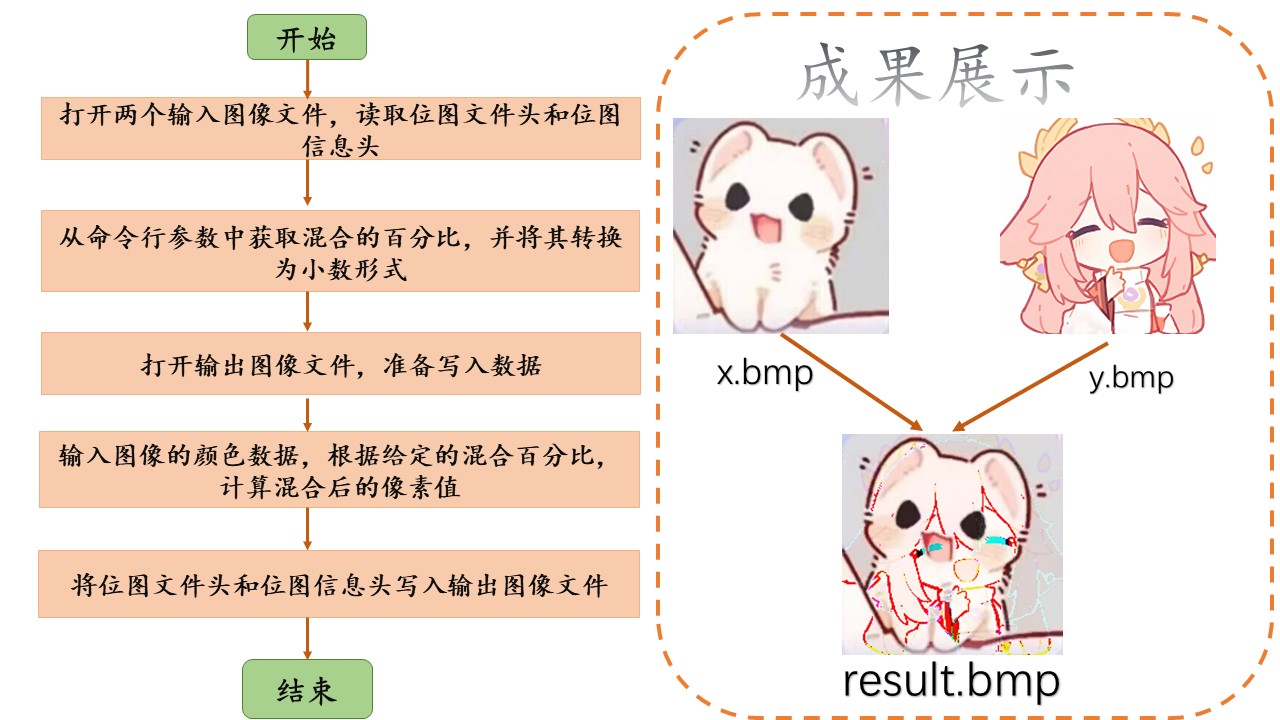 开始
打开两个输入图像文件，读取位图文件头和位图
信息头
从命令行参数中获取混合的百分比，并将其转换
为小数形式
打开输出图像文件，准备写入数据
输入图像的颜色数据，根据给定的混合百分比，
计算混合后的像素值
将位图文件头和位图信息头写入输出图像文件
结束
成果展示
x.bmp
y.bmp
result.bmp